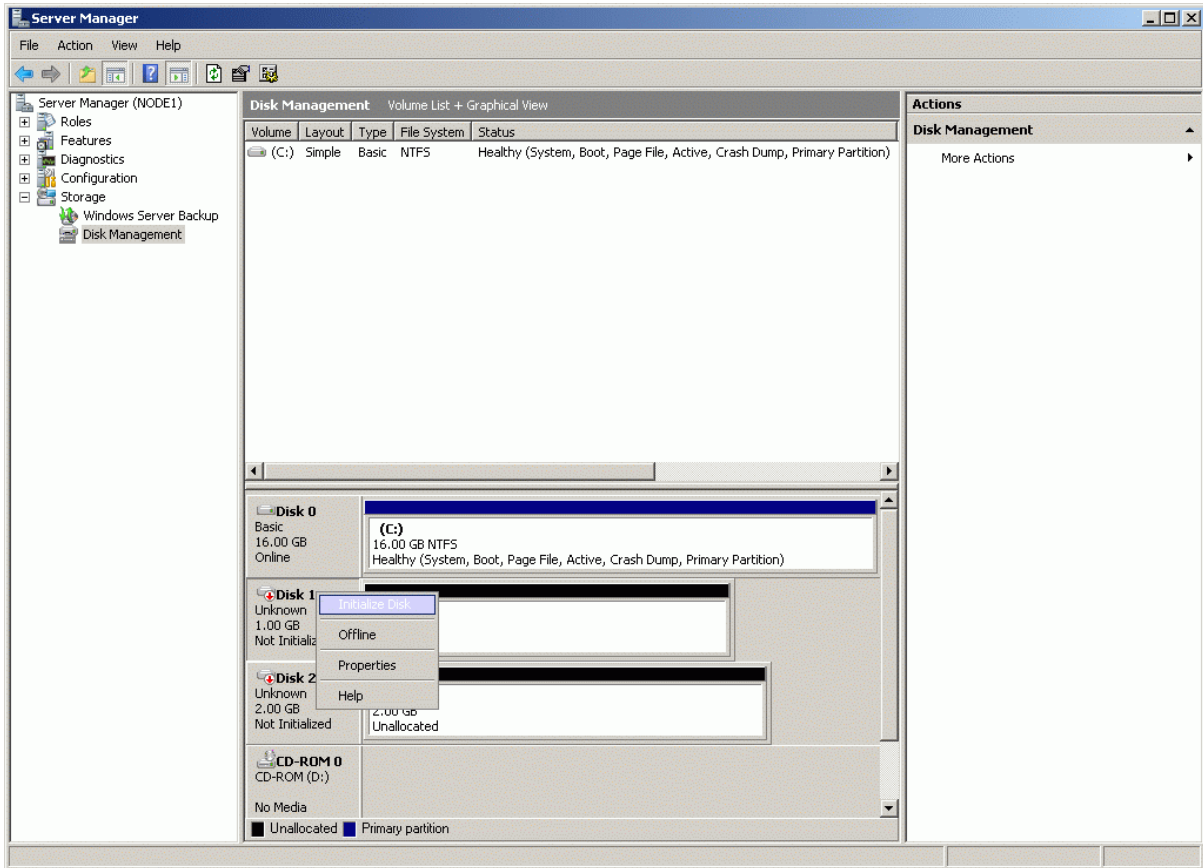 Server Manager
File Action View Help
Server Manager (NODE1)
Roles
Features
Diagnostics
Configuration
Storage
Windows Server Backup
Disk Management
Disk Management Volume List + Graphical View
Volume Layout Type File System Status
(C:) Simple Basic NTFS Healthy (System, Boot, Page File, Active, Crash Dump, Primary Partition)
Disk 0
Basic
16.00 GB
Online
(C:)
16.00 GB NTFS
Healthy (System, Boot, Page File, Active, Crash Dump, Primary Partition)
Disk 1
Unknown
1.00 GB
Not Initializ
Initialize Disk
Offline
Properties
Help
Disk 2
Unknown
2.00 GB
Not Initialized
2.00 GB
Unallocated
CD-ROM 0
CD-ROM (D:)
No Media
Unallocated Primary partition
Actions
Disk Management
More Actions